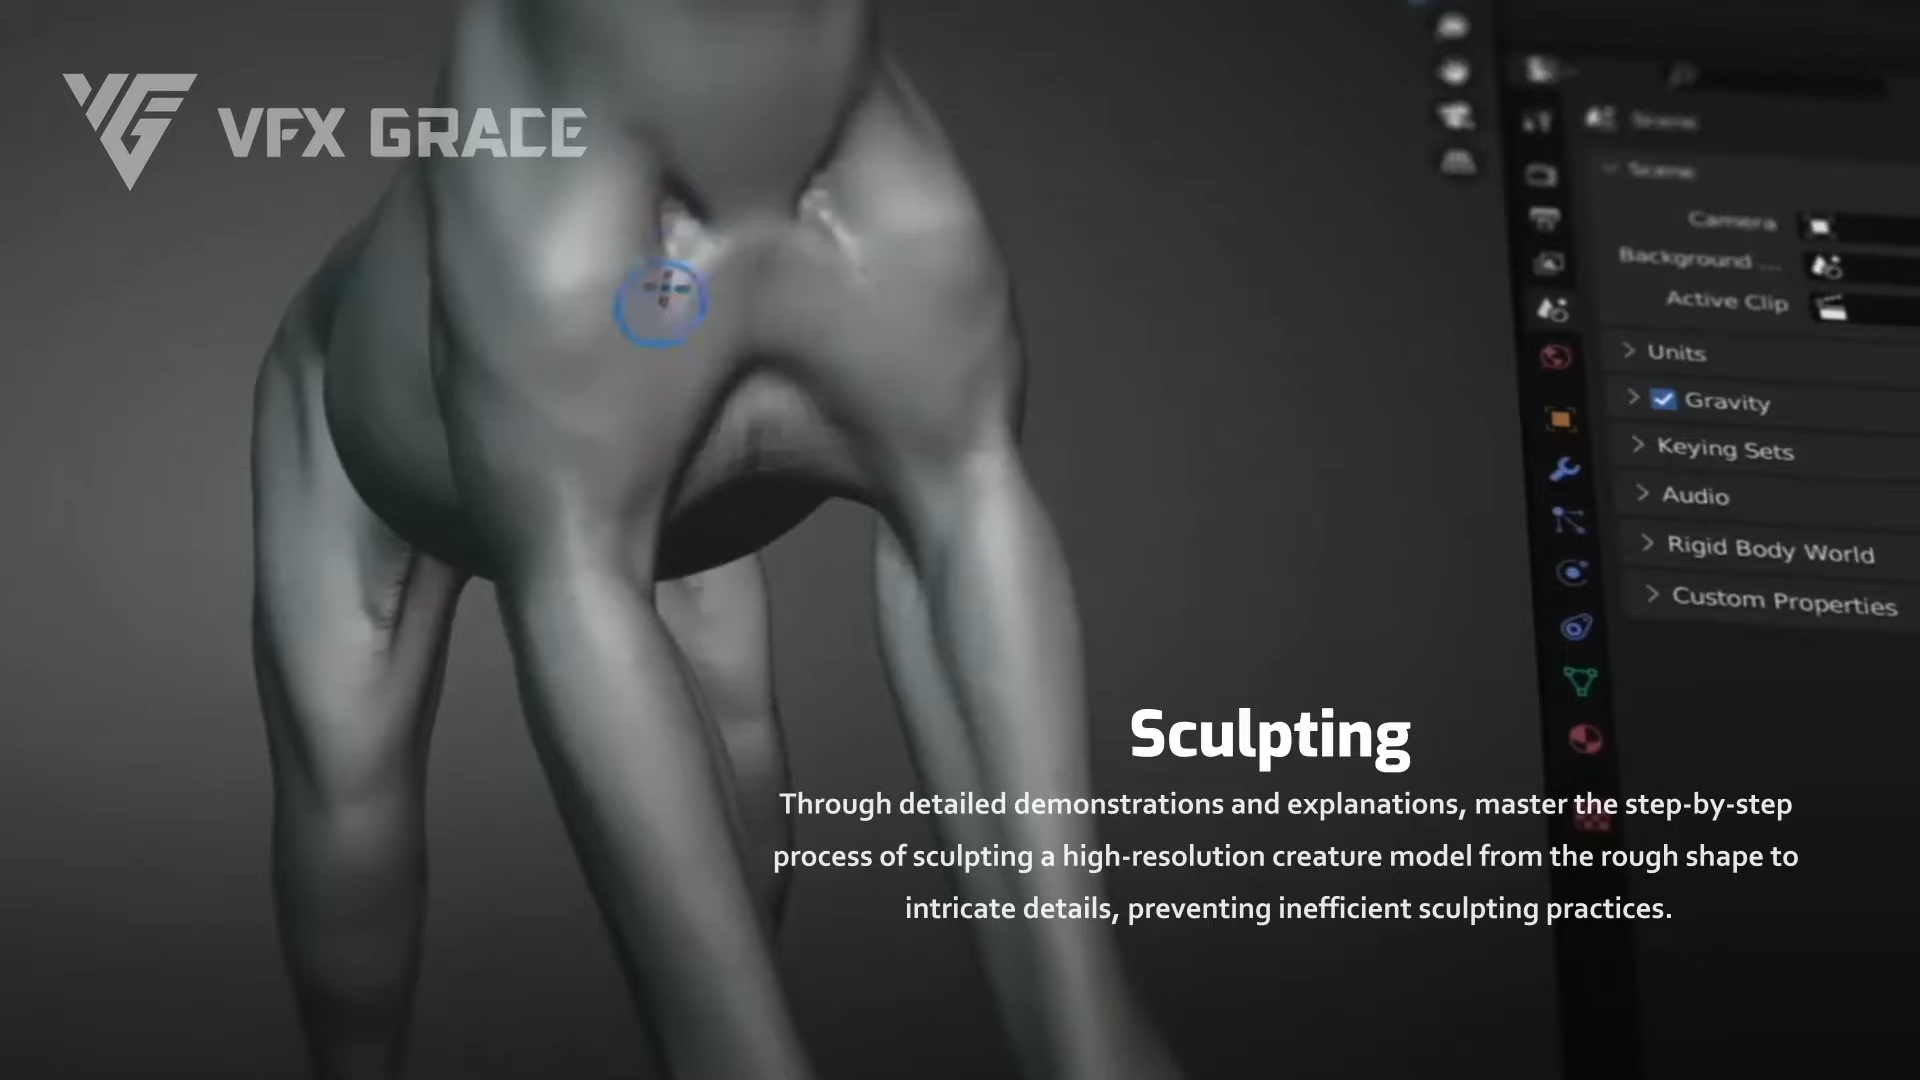 VFX GRACE
Scene
Scene
Camera
Background ...
Active Clip
Units
Gravity
Keying Sets
Audio
Rigid Body World
Custom Properties
Sculpting
Through detailed demonstrations and explanations, master the step-by-step
process of sculpting a high-resolution creature model from the rough shape to
intricate details, preventing inefficient sculpting practices.